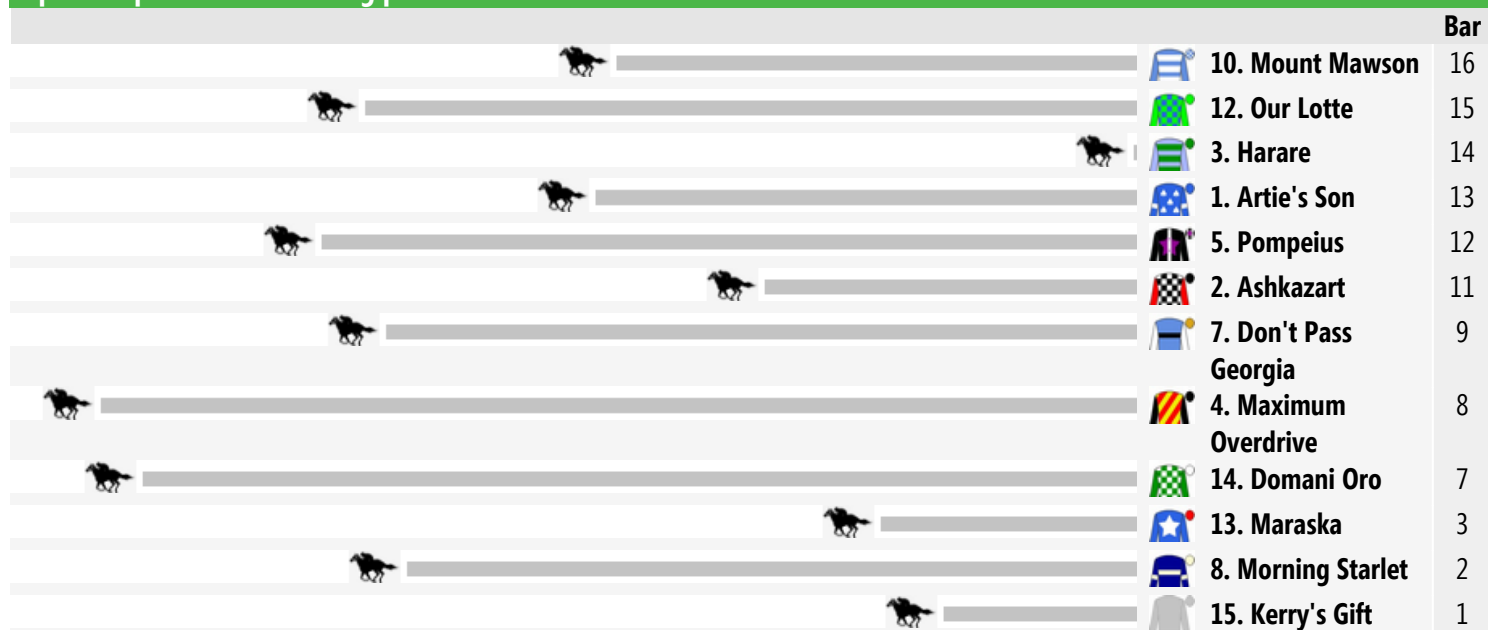 Bar
10. Mount Mawson 16
12. Our Lotte 15
3. Harare 14
1. Artie's Son 13
5. Pompeius 12
2. Ashkazart 11
7. Don't Pass 9
Georgia
4. Maximum 8
Overdrive
14. Domani Oro 7
13. Maraska 3
8. Morning Starlet 2
15. Kerry's Gift 1